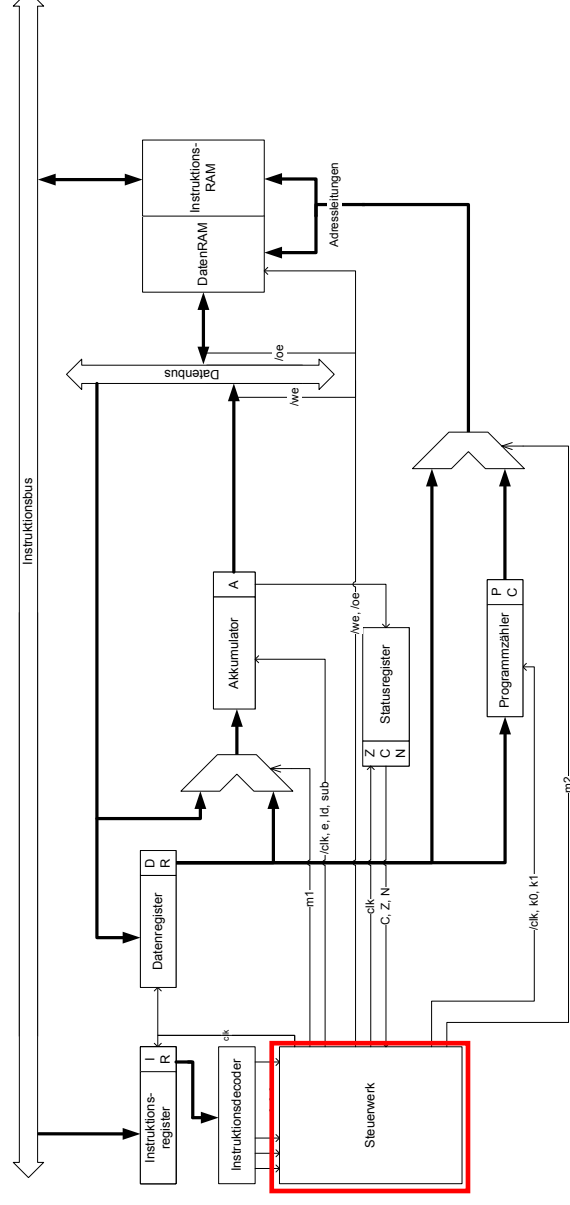 Instruktionsbus
Instruktions-
register
I
R
Datenregister
D
R
Instruktions-
RAM
DatenRAM
Adressleitungen
Datenbus
/oe
/we
Akkumulator
A
Instruktionsdecoder
clk
Steuerwerk
m1
/clk, e, ld, sub
/we, /oe
clk
C, Z, N
Statusregister
Z
C
N
Programmzähler
P
C
/clk, k0, k1
m2